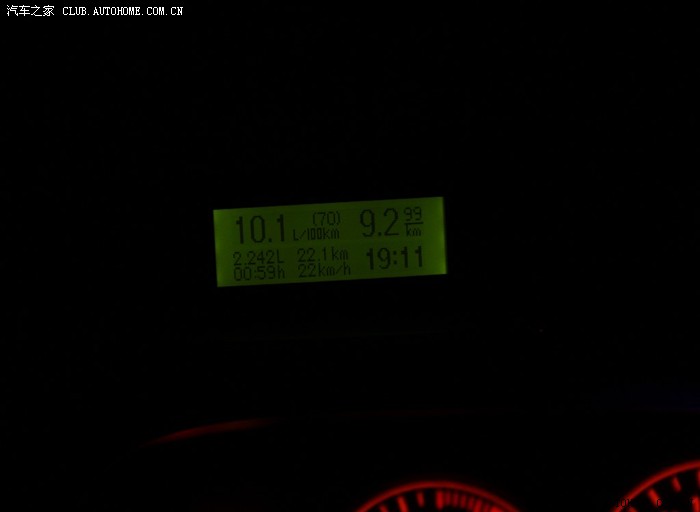 汽车之家 CLUB.AUTOHOME.COM.CN
10.1 (70) L/100km 9.2 99 km
2.242L 22.1km 19:11
00:59h 22km/h